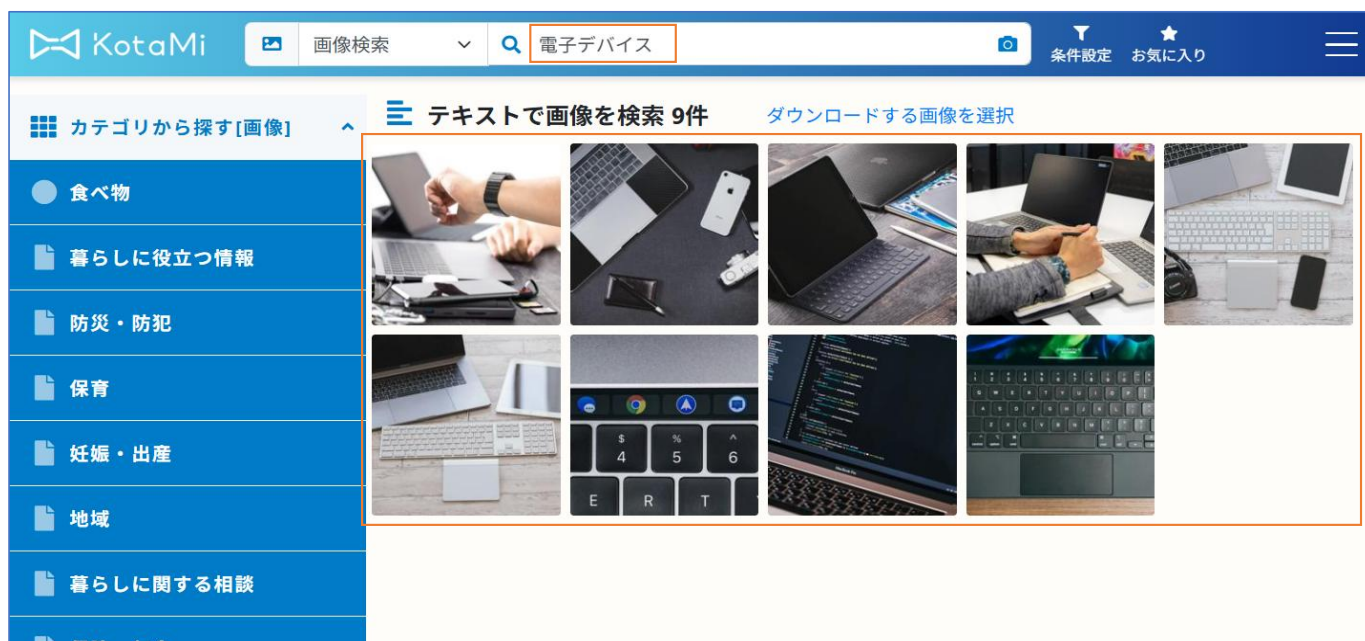 KotaMi
画像検索
電子デバイス
条件設定
お気に入り
カテゴリから探す[画像]
テキストで画像を検索 9件
ダウンロードする画像を選択
食べ物
暮らしに役立つ情報
防災・防犯
保育
妊娠・出産
地域
暮らしに関する相談
$ % ^
4 5 6
E R T